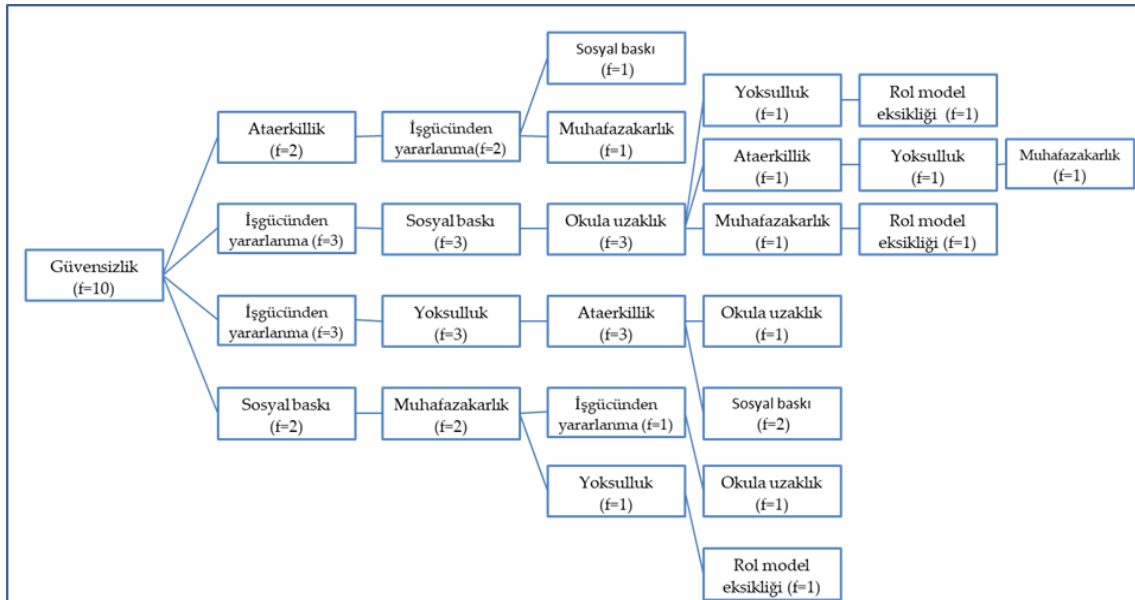 Sosyal baskı
(f=1)
Yoksulluk
(f=1)
Rol model
eksikliği (f=1)
Ataerkillik
(f=2)
İşgücünden
yararlanma(f=2)
Muhafazakarlık
(f=1)
Ataerkillik
(f=1)
Yoksulluk
(f=1)
Muhafazakarlık
(f=1)
İşgücünden
yararlanma (f=3)
Sosyal baskı
(f=3)
Okula uzaklık
(f=3)
Muhafazakarlık
(f=1)
Rol model
eksikliği (f=1)
Güvensizlik
(f=10)
İşgücünden
yararlanma (f=3)
Yoksulluk
(f=3)
Ataerkillik
(f=3)
Okula uzaklık
(f=1)
Sosyal baskı
(f=2)
Muhafazakarlık
(f=2)
İşgücünden
yararlanma (f=1)
Sosyal baskı
(f=2)
Yoksulluk
(f=1)
Okula uzaklık
(f=1)
Rol model
eksikliği (f=1)